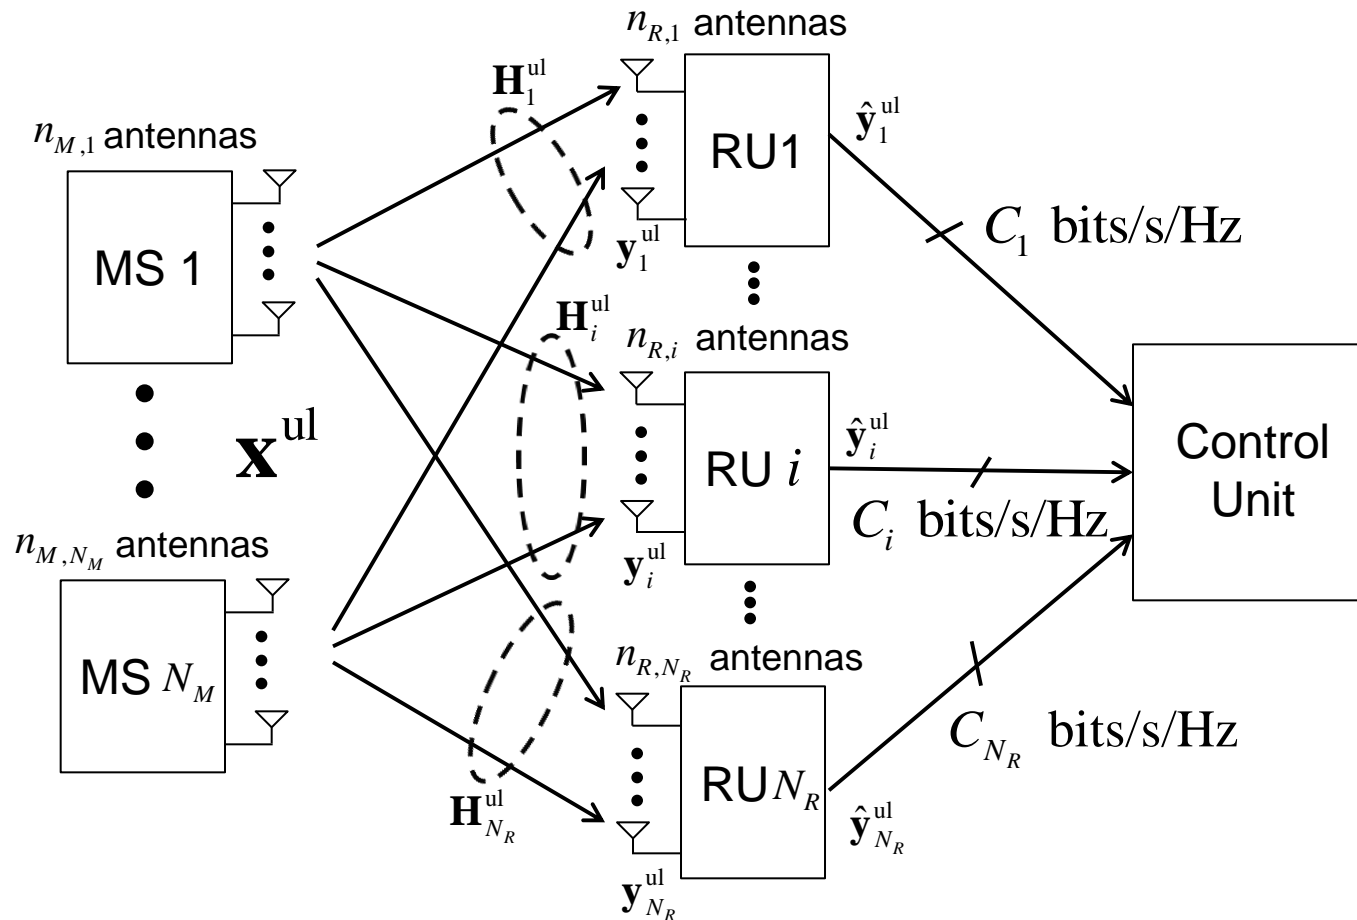 n_{R,1} antennas
H_1^{ul}
RU1
ŷ_1^{ul}
n_{M,1} antennas
MS 1
y_1^{ul}
C_1 bits/s/Hz
H_i^{ul}
n_{R,i} antennas
x^{ul}
RU i
ŷ_i^{ul}
Control
Unit
C_i bits/s/Hz
n_{M,N_M} antennas
y_i^{ul}
MS N_M
n_{R,N_R} antennas
C_{N_R} bits/s/Hz
RU N_R
H_{N_R}^{ul}
ŷ_{N_R}^{ul}
y_{N_R}^{ul}